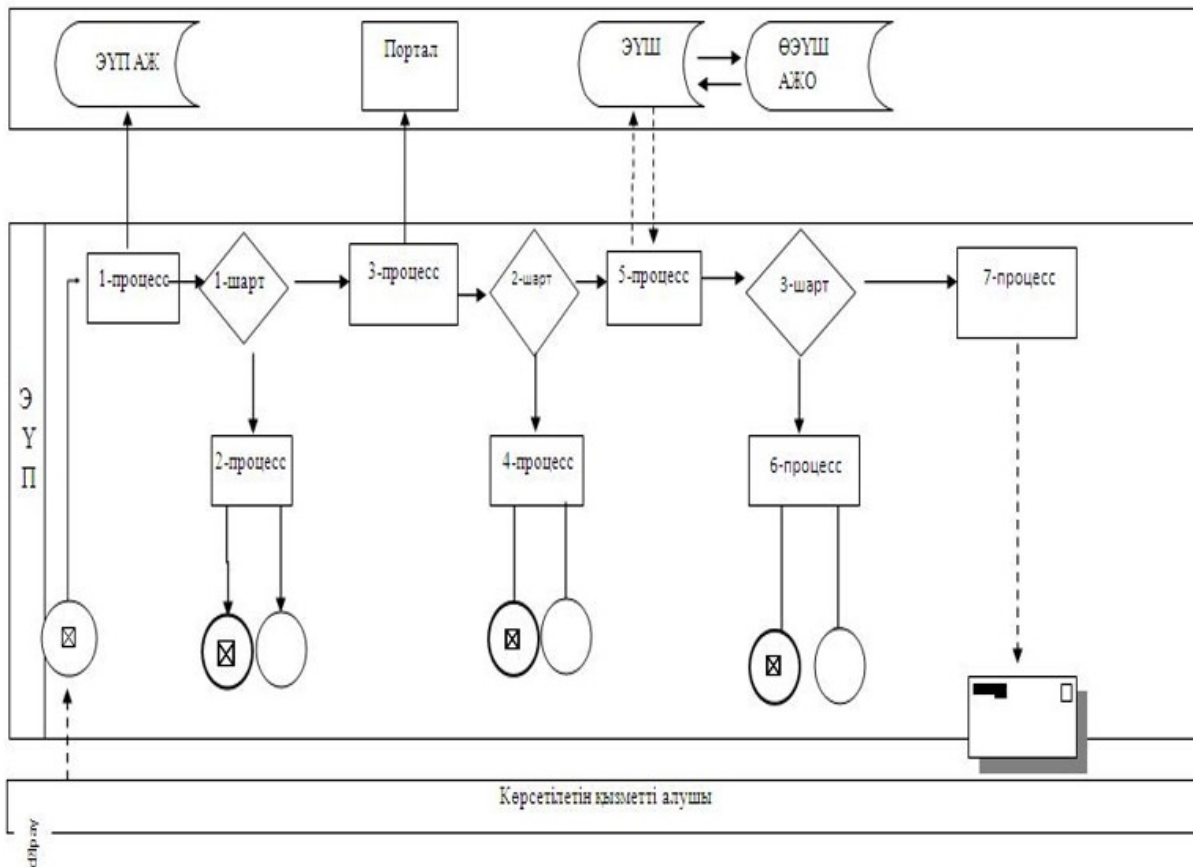 ЭҮП АЖ
Портал
ЭҮШ
ӨЭҮШ
АЖО
1-процесс
1-шарт
3-процесс
2-шарт
5-процесс
3-шарт
7-процесс
Э
Ү
П
2-процесс
4-процесс
6-процесс
Көрсетілетін қызметті алушы